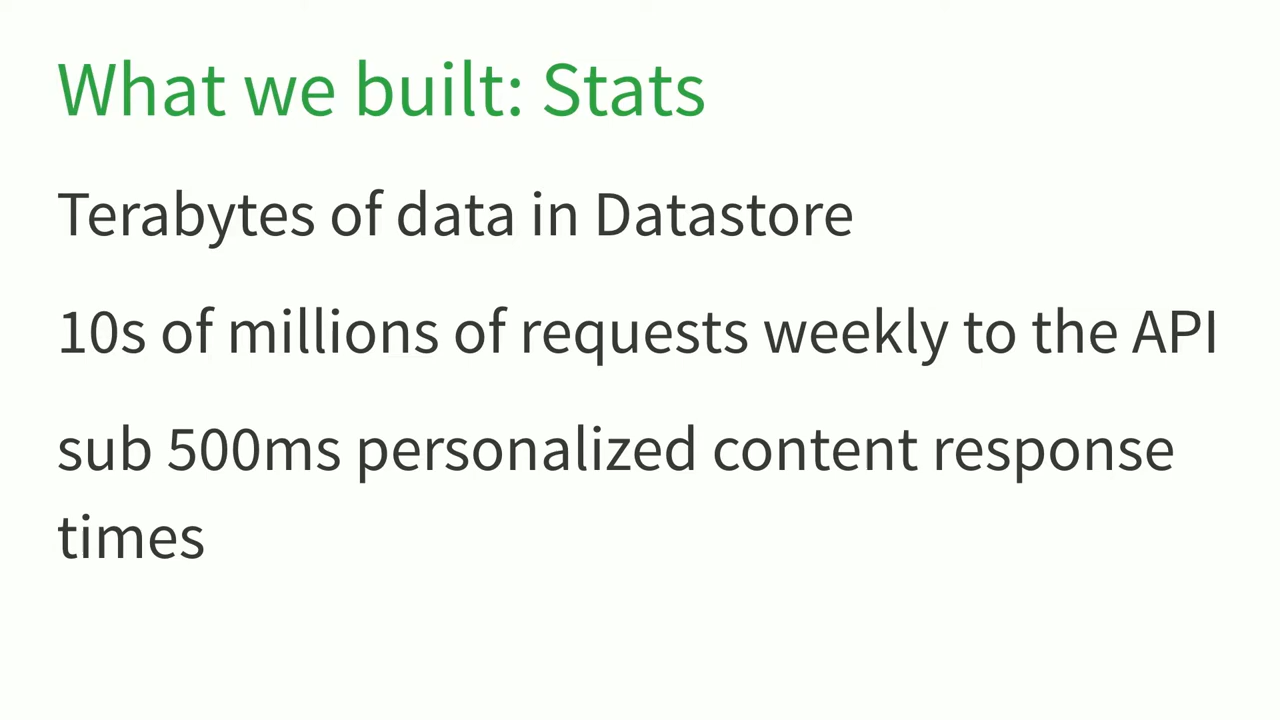 What we built: Stats
Terabytes of data in Datastore
10s of millions of requests weekly to the API
sub 500ms personalized content response
times